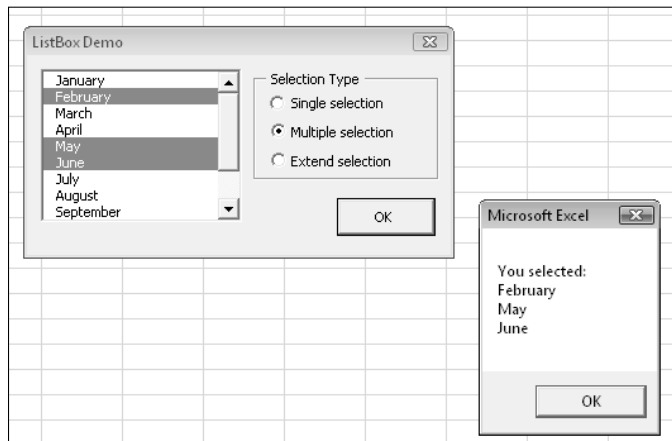 ListBox Demo
January
February
March
April
May
June
July
August
September
Selection Type
Single selection
Multiple selection
Extend selection
OK
Microsoft Excel
You selected:
February
May
June
OK